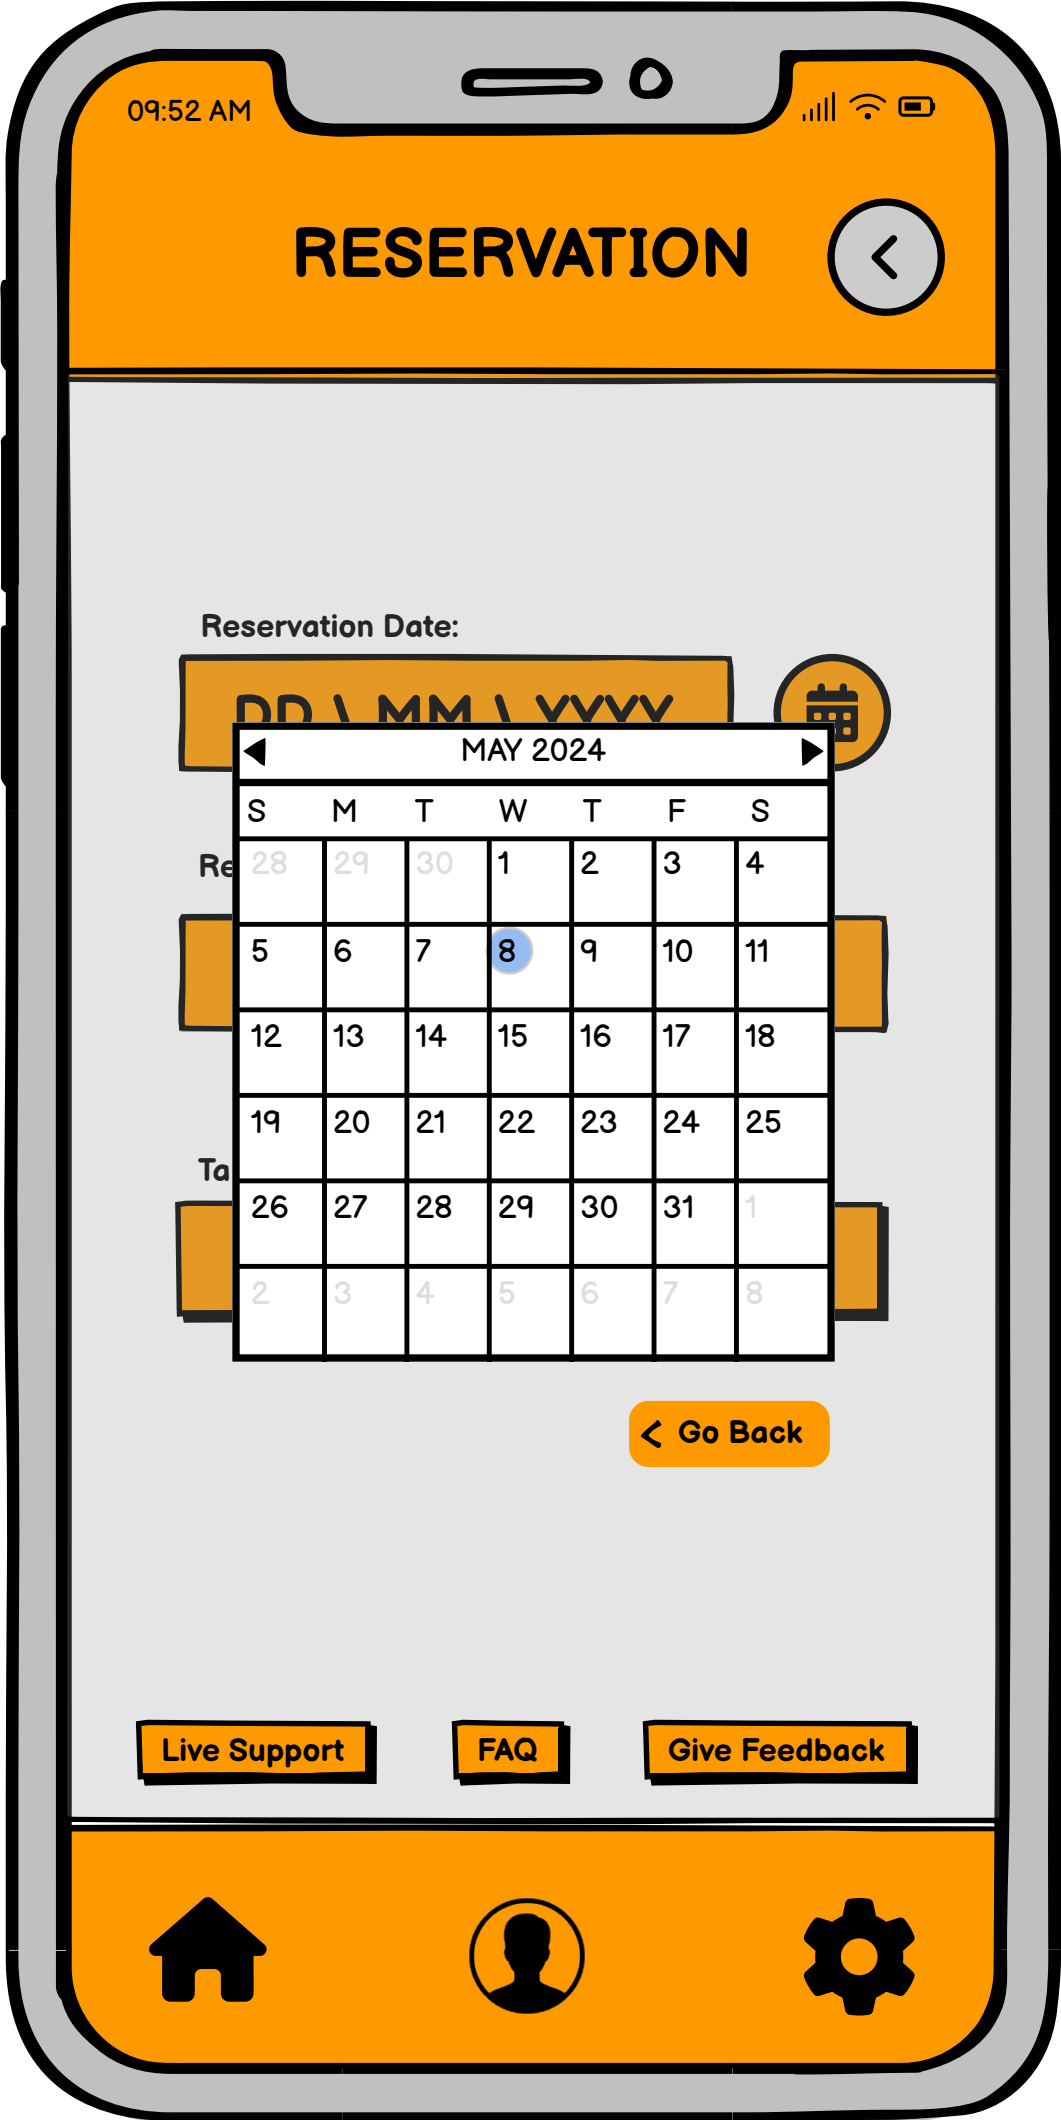 09:52 AM
RESERVATION
Reservation Date:
DD \ MM \ YYYY
MAY 2024
S M T W T F S
Re
28 29 30 1 2 3 4
5 6 7 8 9 10 11
12 13 14 15 16 17 18
Ta
19 20 21 22 23 24 25
26 27 28 29 30 31 1
2 3 4 5 6 7 8
Go Back
Live Support
FAQ
Give Feedback